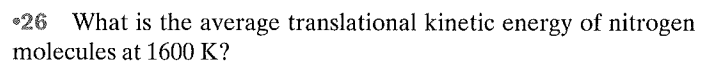 •26 What is the average translational kinetic energy of nitrogen
molecules at 1600 K?